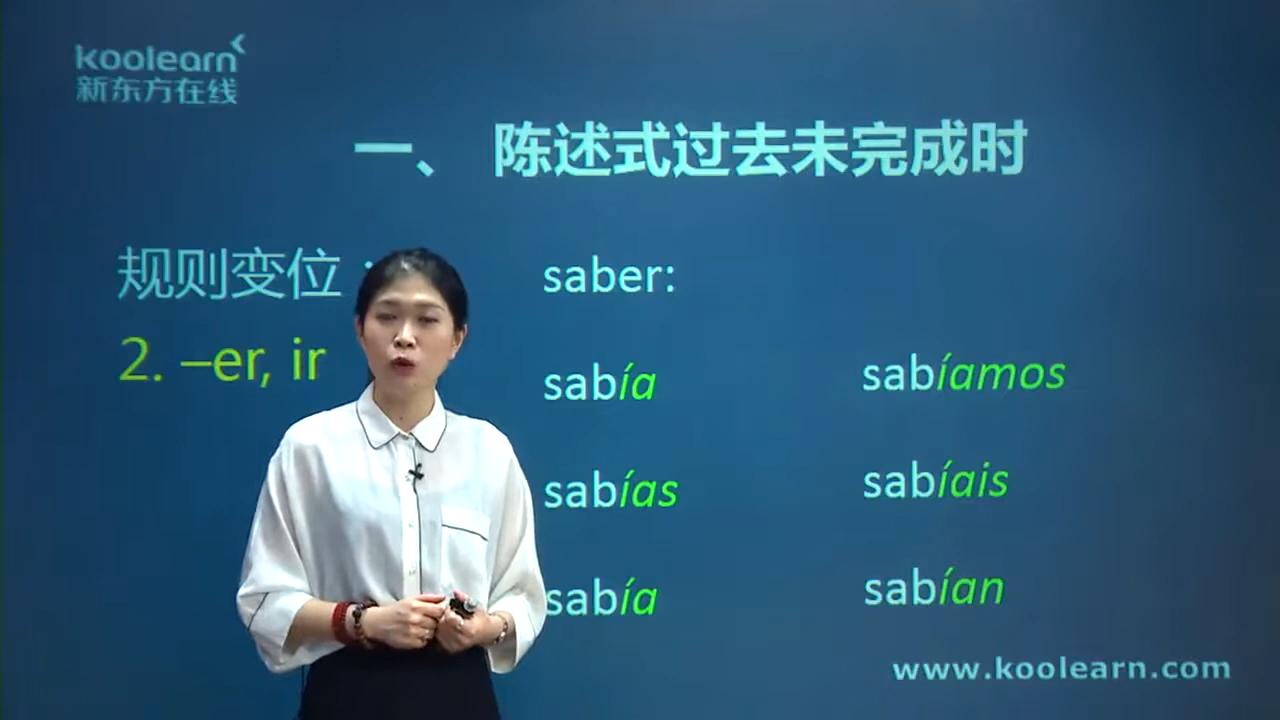 koolearn
新东方在线
一、 陈述式过去未完成时
规则变位：
2. –er, ir
saber:
sabía
sabíamos
sabías
sabíais
sabía
sabían
www.koolearn.com